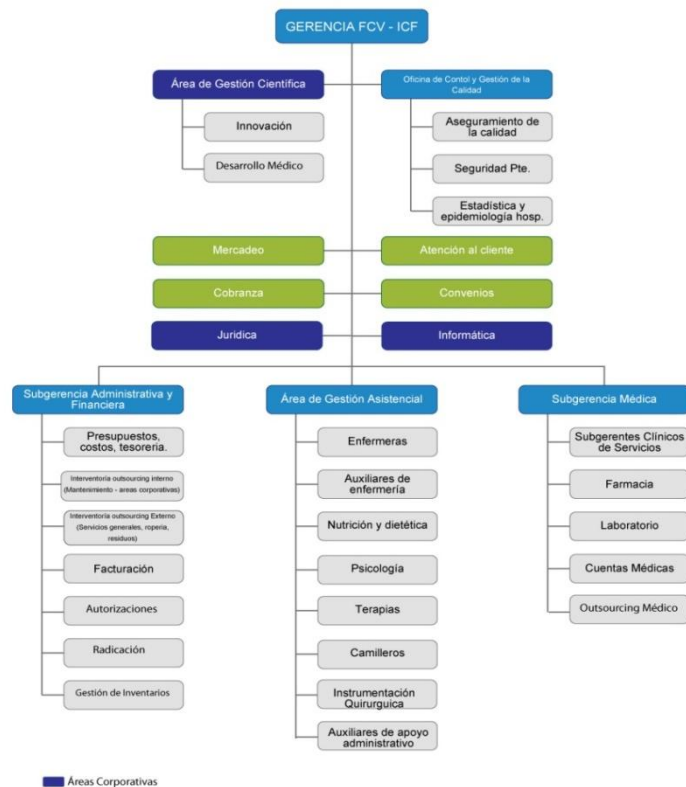 GERENCIA FCV - ICF
Área de Gestión Científica
Oficina de Contol y Gestión de la
Calidad
Innovación
Desarrollo Médico
Aseguramiento de
la calidad
Seguridad Pte.
Estadística y
epidemiología hosp.
Mercadeo
Atención al cliente
Cobranza
Convenios
Juridica
Informática
Subgerencia Administrativa y
Financiera
Presupuestos,
costos, tesoreria.
Interventoría outsourcing interno
(Mantenimiento - areas corporativas)
Interventoría outsourcing Externo
(Servicios generales, roperia,
residuos)
Facturación
Autorizaciones
Radicación
Gestión de Inventarios
Área de Gestión Asistencial
Enfermeras
Auxiliares de
enfermería
Nutrición y dietética
Psicología
Terapias
Camilleros
Instrumentación
Quirurguica
Auxiliares de apoyo
administrativo
Subgerencia Médica
Subgerentes Clínicos
de Servicios
Farmacia
Laboratorio
Cuentas Médicas
Outsourcing Médico
Áreas Corporativas